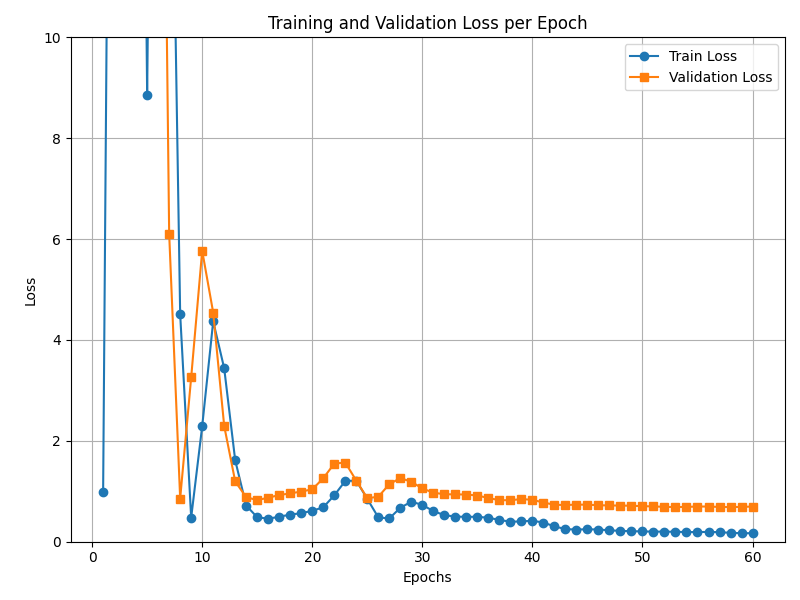 Training and Validation Loss per Epoch
Train Loss
Validation Loss
10
8
6
4
2
0
Loss
0 10 20 30 40 50 60
Epochs